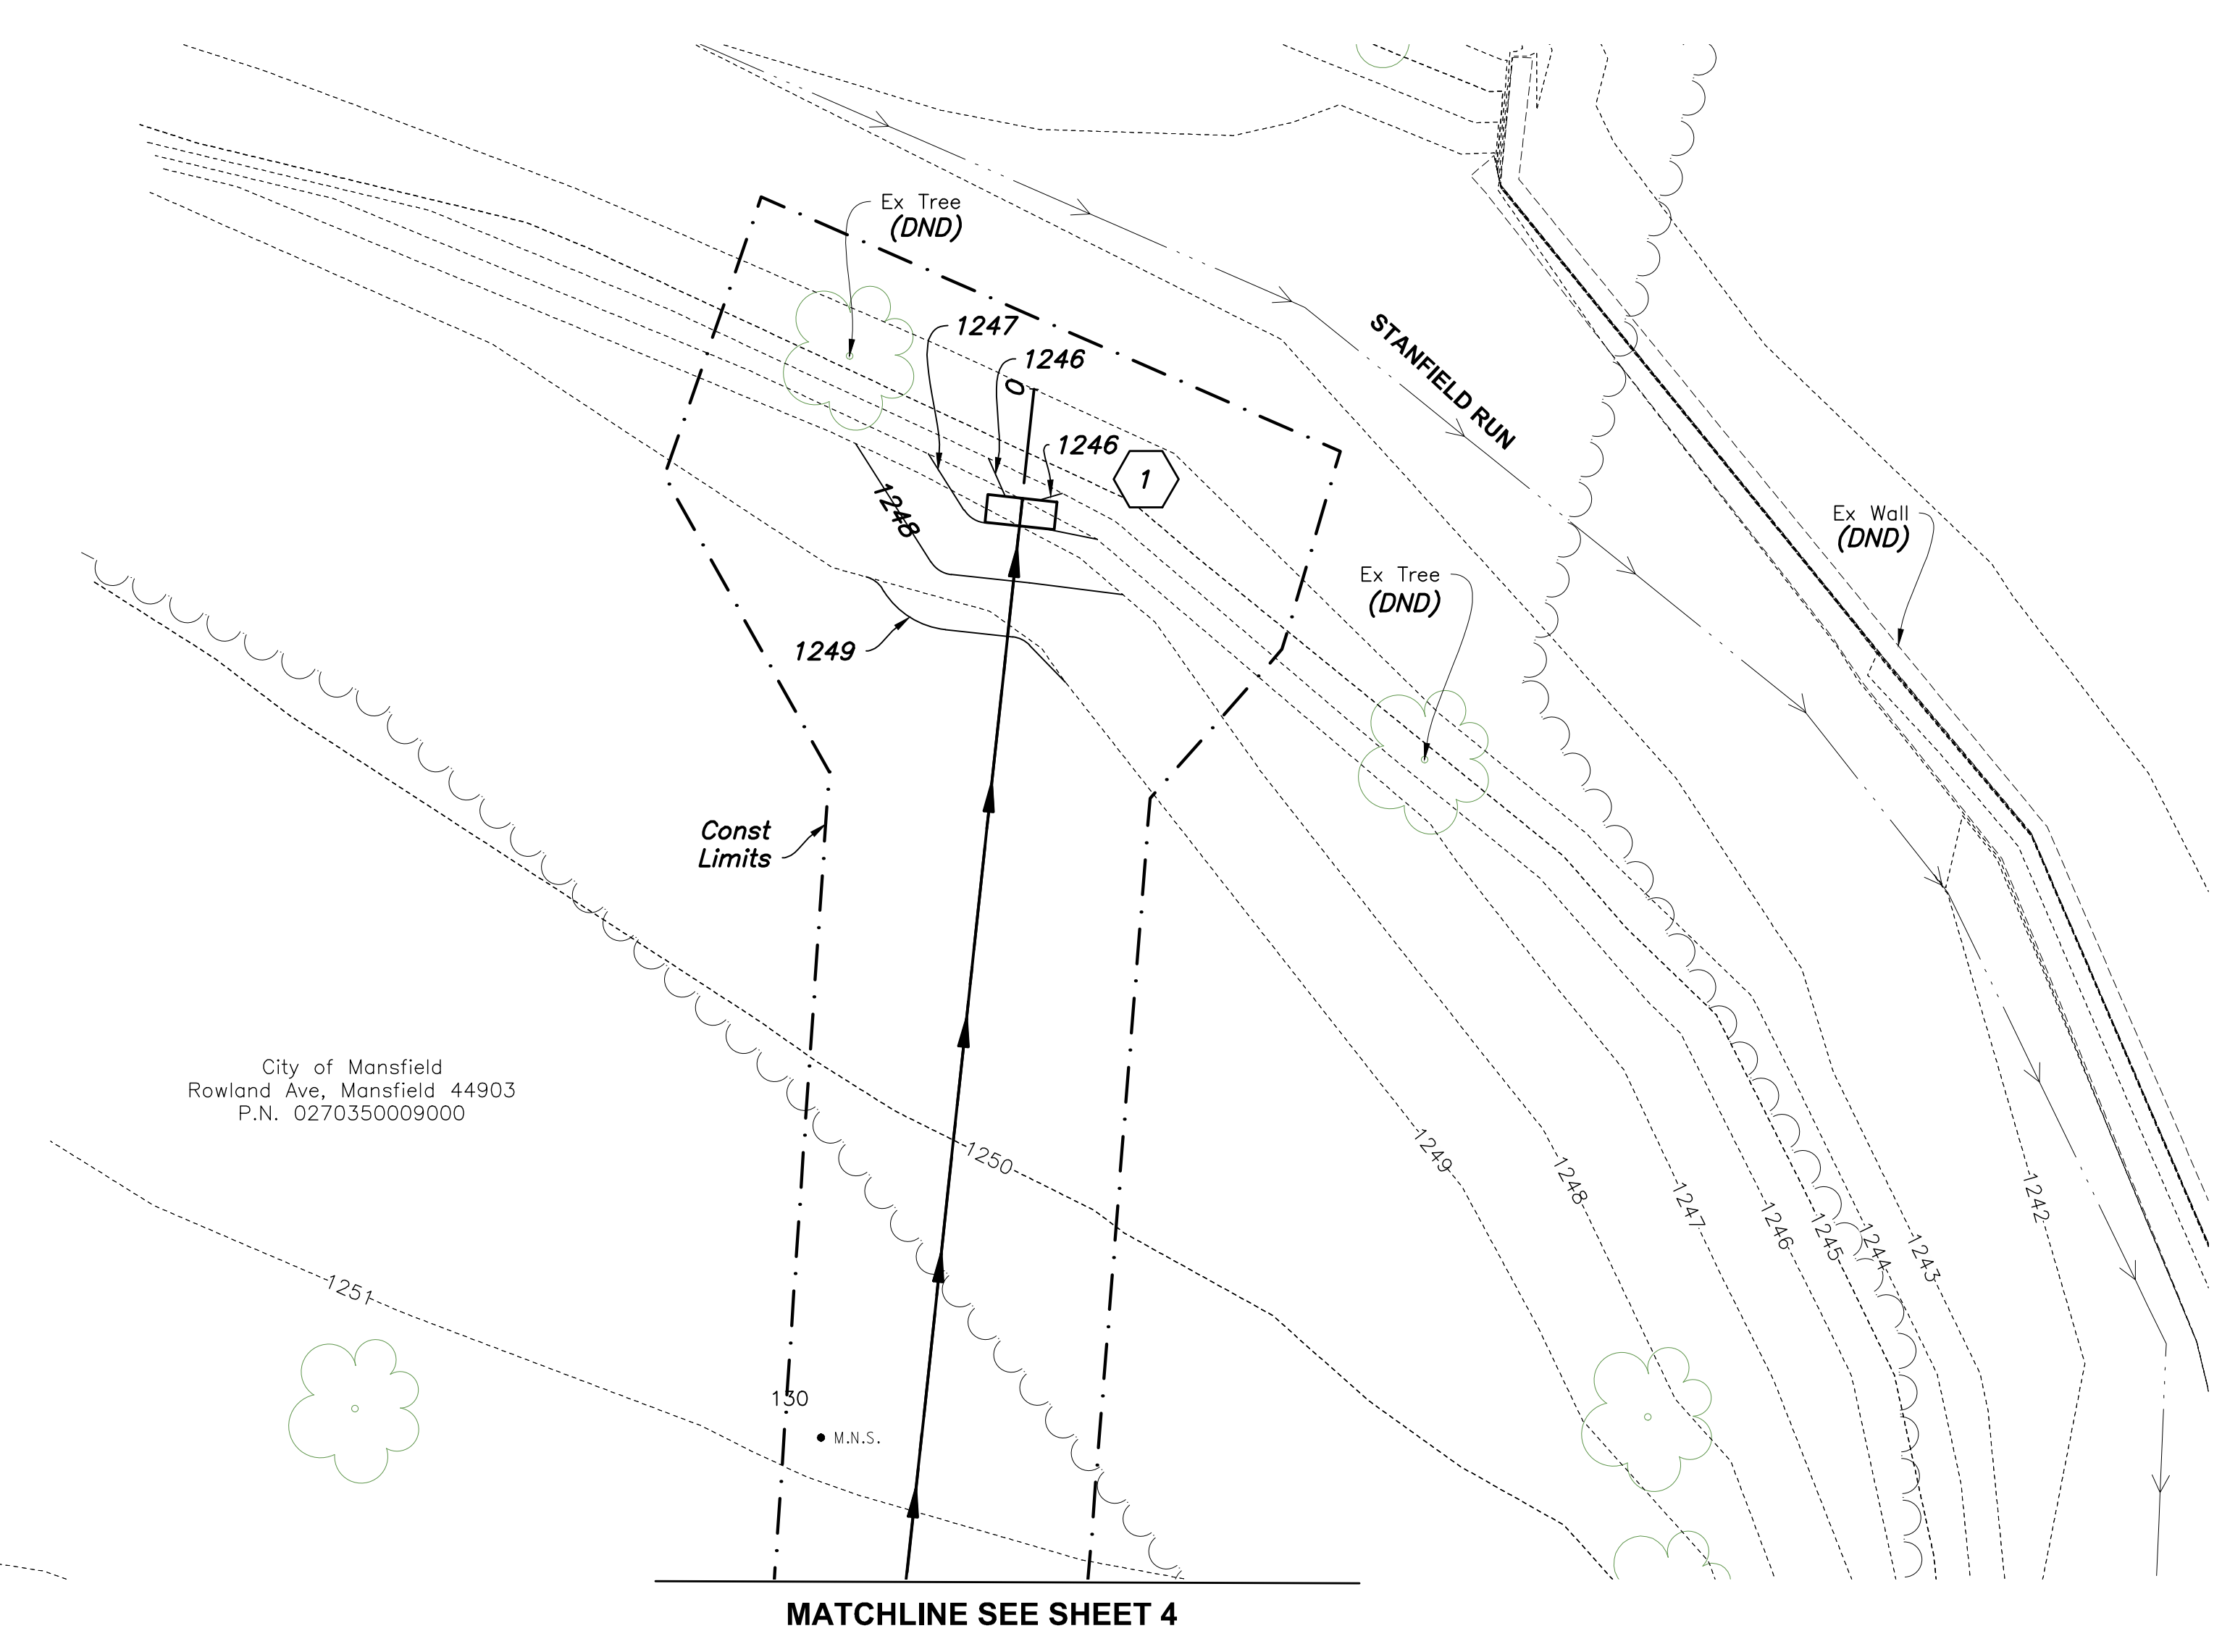 Ex Tree
(DND)
1247
1246
0
1246
1
STANFIELD RUN
1248
Ex Wall
(DND)
Ex Tree
(DND)
1249
Const
Limits
City of Mansfield
Rowland Ave, Mansfield 44903
P.N. 0270350009000
1250
1249
1248
1247
1246
1245
1244
1243
1242
1251
130
M.N.S.
MATCHLINE SEE SHEET 4